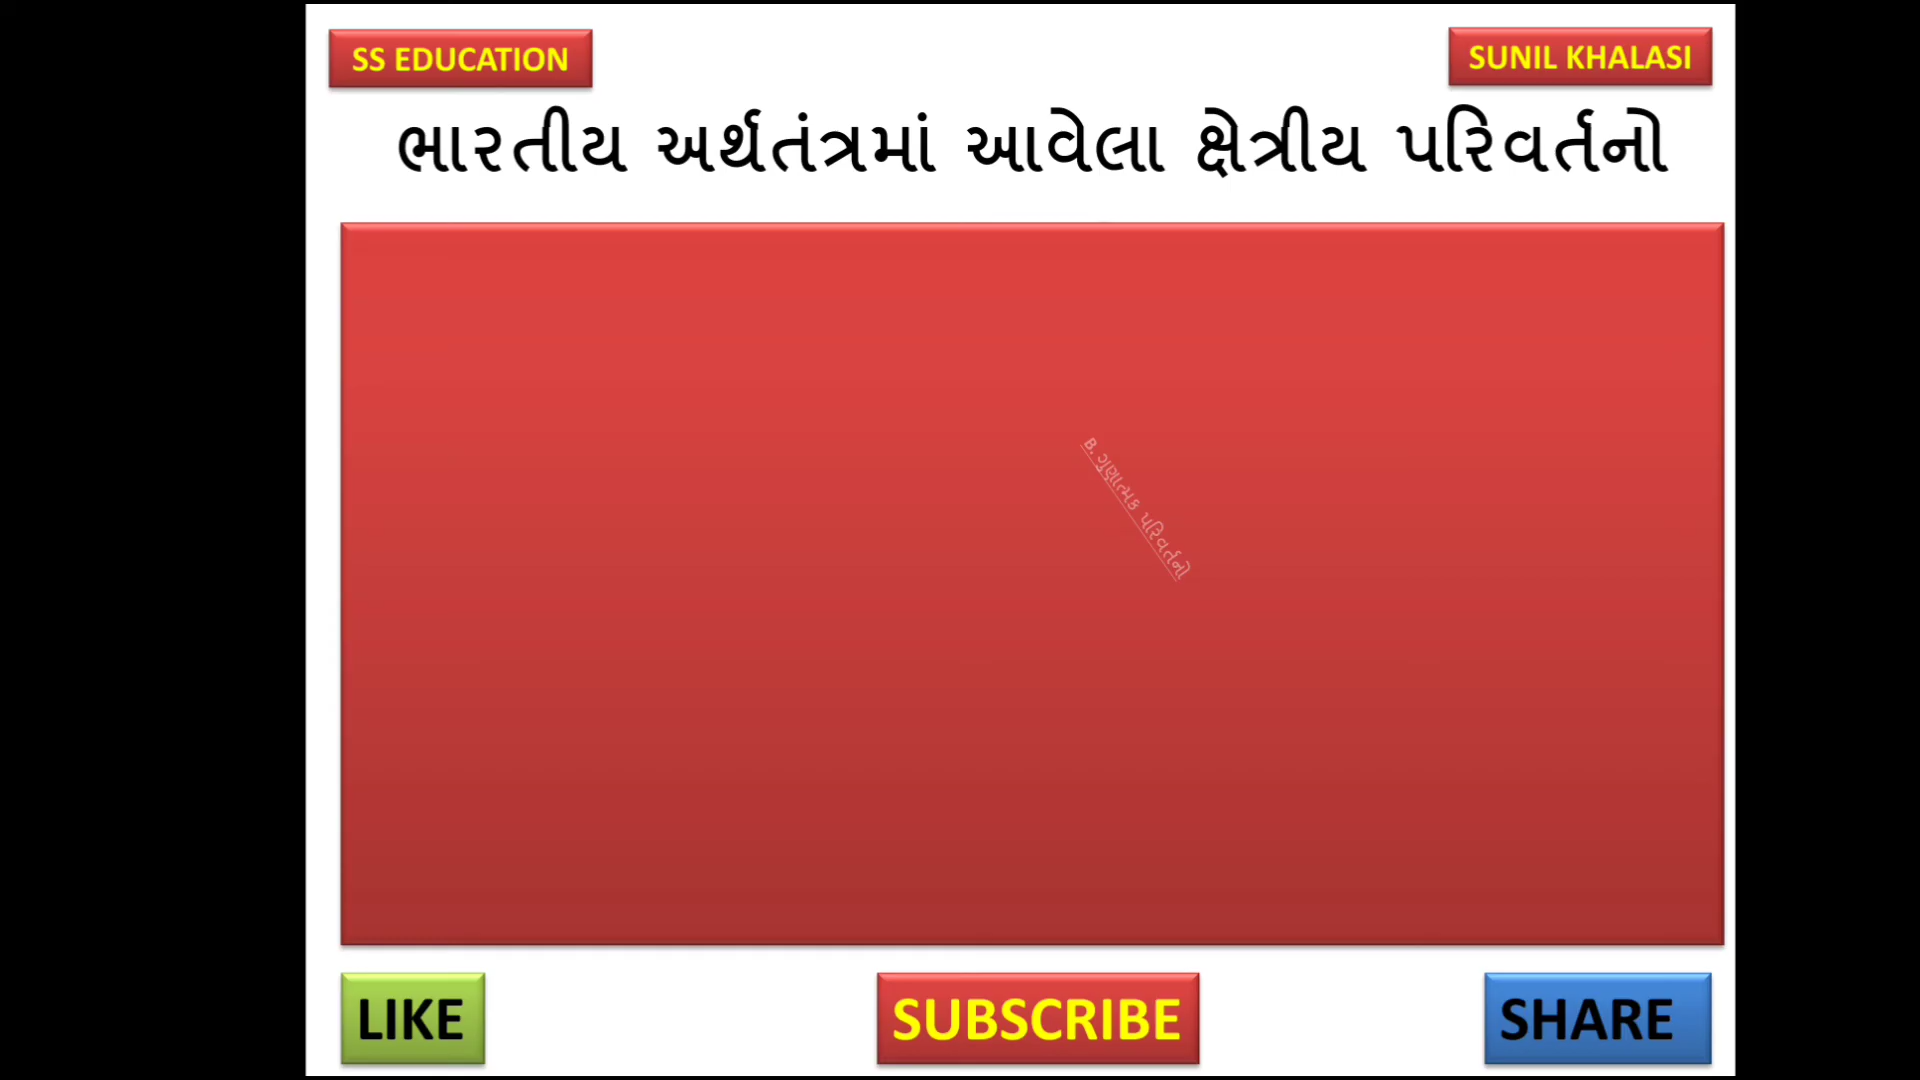 SS EDUCATION
SUNIL KHALASI
ભારતીય અર્થતંત્રમાં આવેલા ક્ષેત્રીય પરિવર્તનો
B. ગુણાત્મક પરિવર્તનો
LIKE
SUBSCRIBE
SHARE